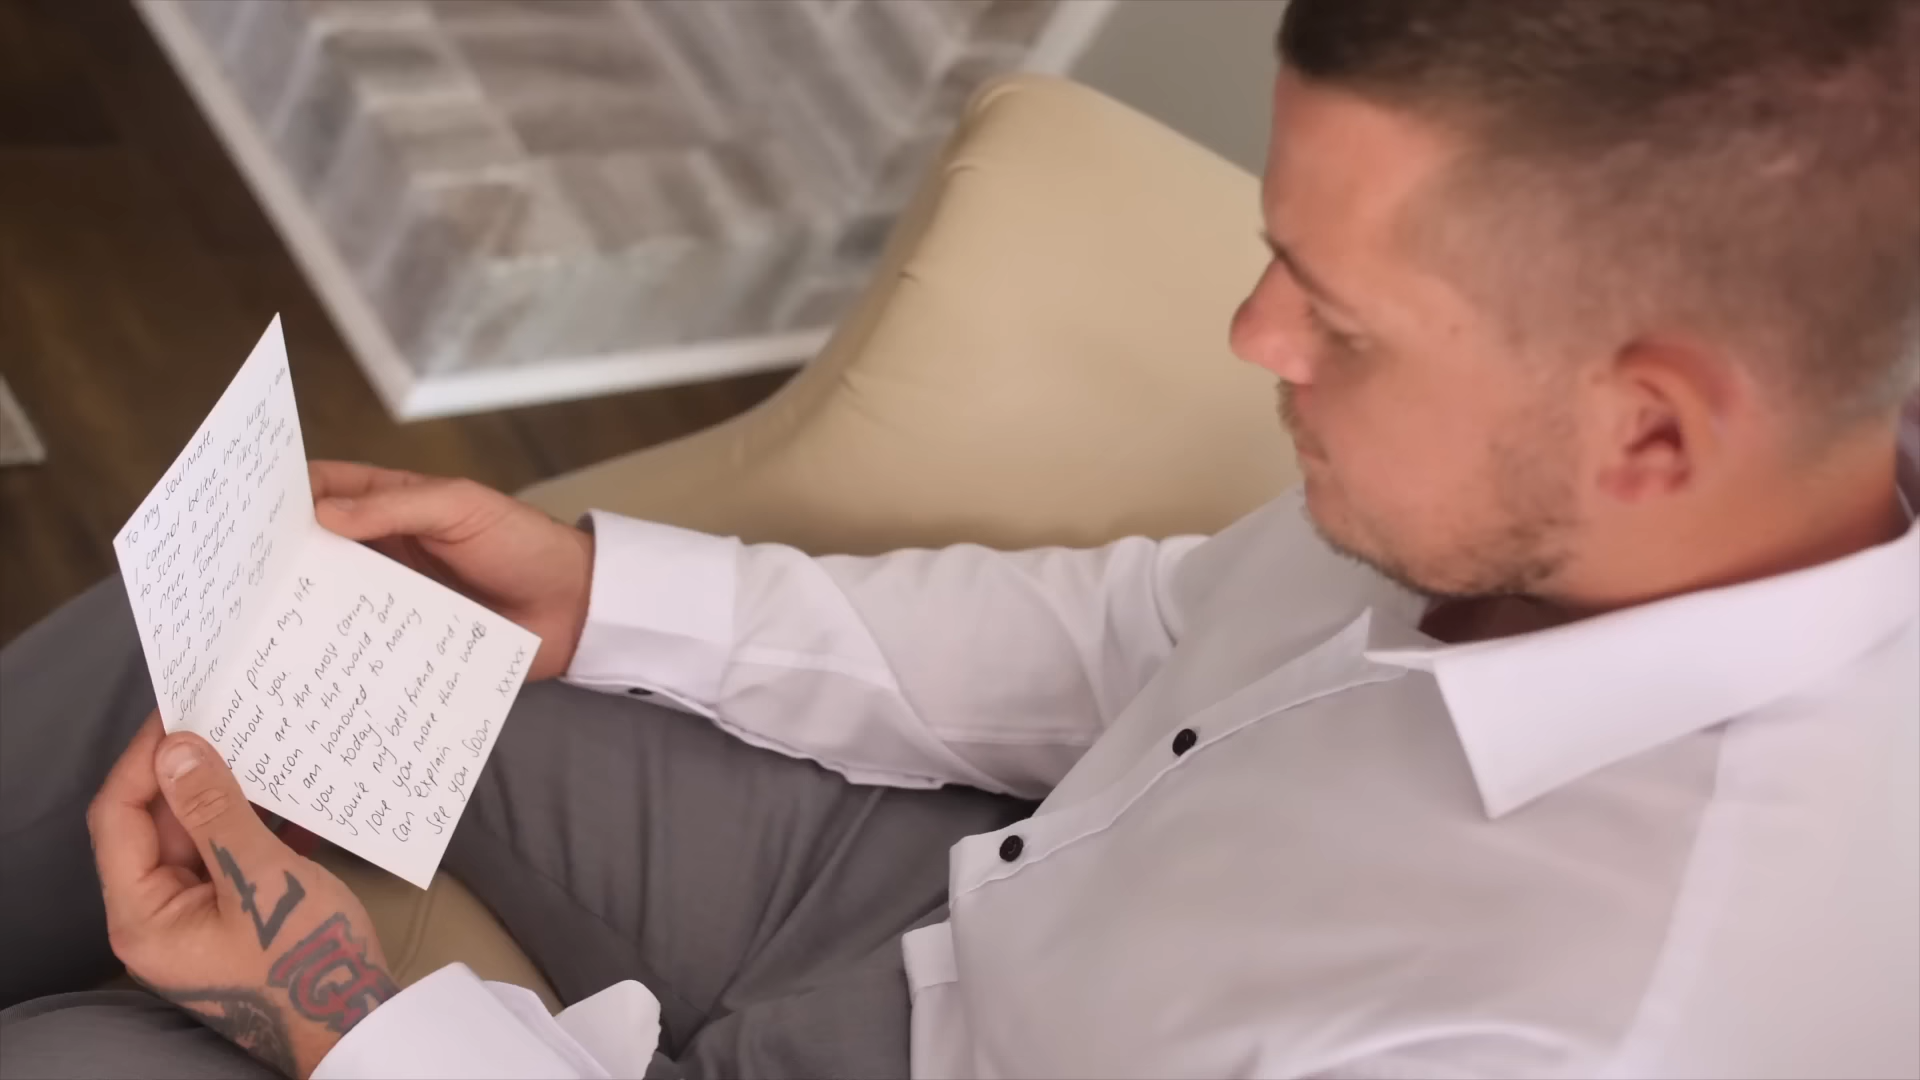 To my soulmate,
I cannot believe how lucky I am
to score a catch like you
I never thought I was able
to love someone as much as
I love you!
you're my rock, my best
friend and my biggest
supporter
cannot picture my life
without you.
you are the most caring
person in the world and
I am honoured to marry
you today!
you're my best friend and I
love you more than words
can explain
see you soon
xxxxx